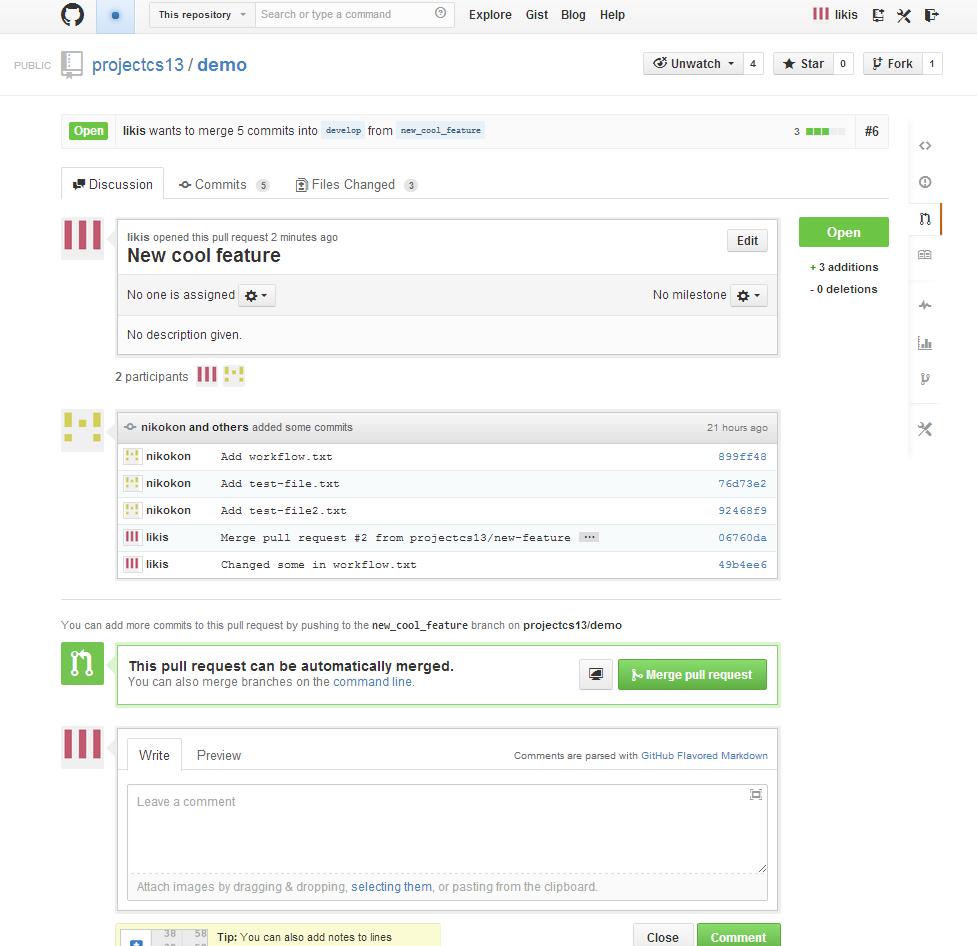 This repository Search or type a command Explore Gist Blog Help likis
PUBLIC projectcs13 / demo Unwatch 4 Star 0 Fork 1
Open likis wants to merge 5 commits into develop from new_cool_feature 3 #6
Discussion Commits 5 Files Changed 3
likis opened this pull request 2 minutes ago
New cool feature
Edit
Open
+ 3 additions
- 0 deletions
No one is assigned No milestone
No description given.
2 participants
nikokon and others added some commits 21 hours ago
nikokon Add workflow.txt 899ff48
nikokon Add test-file.txt 76d73e2
nikokon Add test-file2.txt 92468f9
likis Merge pull request #2 from projectcs13/new-feature ... 06760da
likis Changed some in workflow.txt 49b4ee6
You can add more commits to this pull request by pushing to the new_cool_feature branch on projectcs13/demo
This pull request can be automatically merged.
You can also merge branches on the command line.
Merge pull request
Write Preview Comments are parsed with GitHub Flavored Markdown
Leave a comment
Attach images by dragging & dropping, selecting them, or pasting from the clipboard.
38 58 Tip: You can also add notes to lines Close Comment